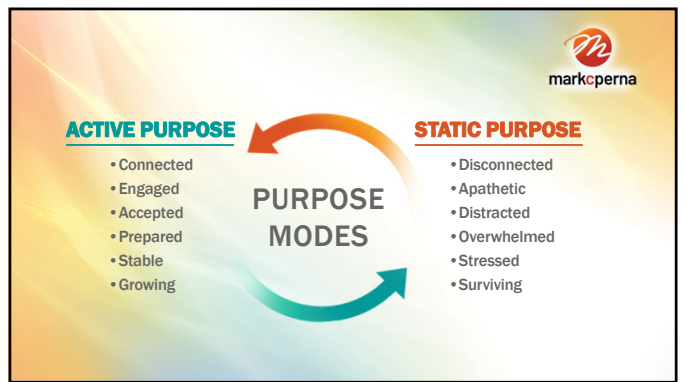 markcperna
ACTIVE PURPOSE
•Connected
•Engaged
•Accepted
•Prepared
•Stable
•Growing
PURPOSE
MODES
STATIC PURPOSE
•Disconnected
•Apathetic
•Distracted
•Overwhelmed
•Stressed
•Surviving